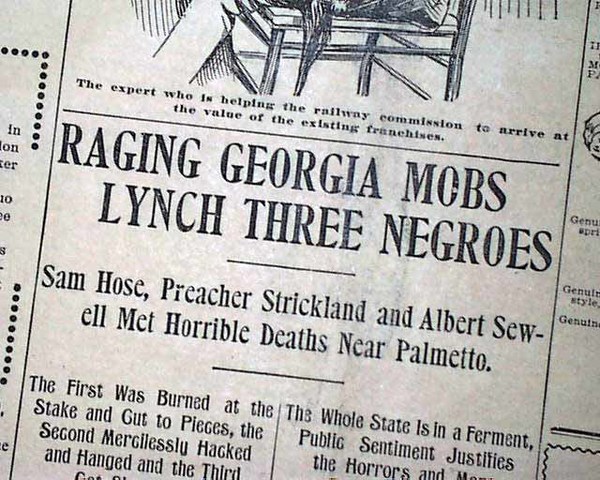 The expert who is helping the railway commission to arrive at
the value of the existing franchises.
RAGING GEORGIA MOBS
LYNCH THREE NEGROES
Sam Hose, Preacher Strickland and Albert Sew-
ell Met Horrible Deaths Near Palmetto.
The First Was Burned at the
Stake and Cut to Pieces, the
Second Mercilessly Hacked
and Hanged and the Third
The Whole State Is in a Ferment,
Public Sentiment Justifies
the Horrors and
in
Genuine